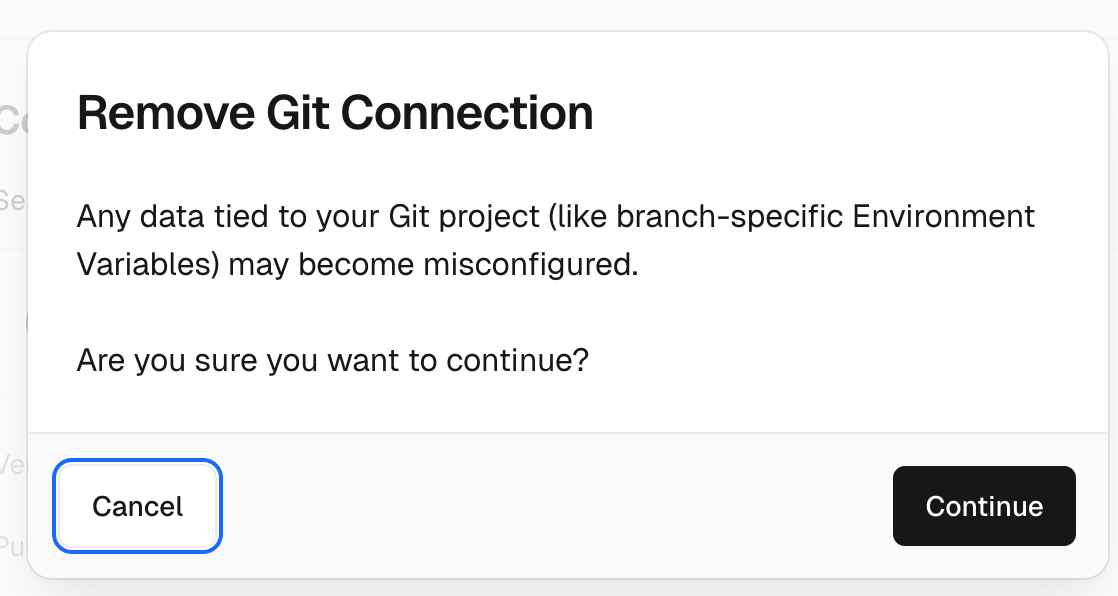 Remove Git Connection
Any data tied to your Git project (like branch-specific Environment
Variables) may become misconfigured.
Are you sure you want to continue?
Cancel
Continue